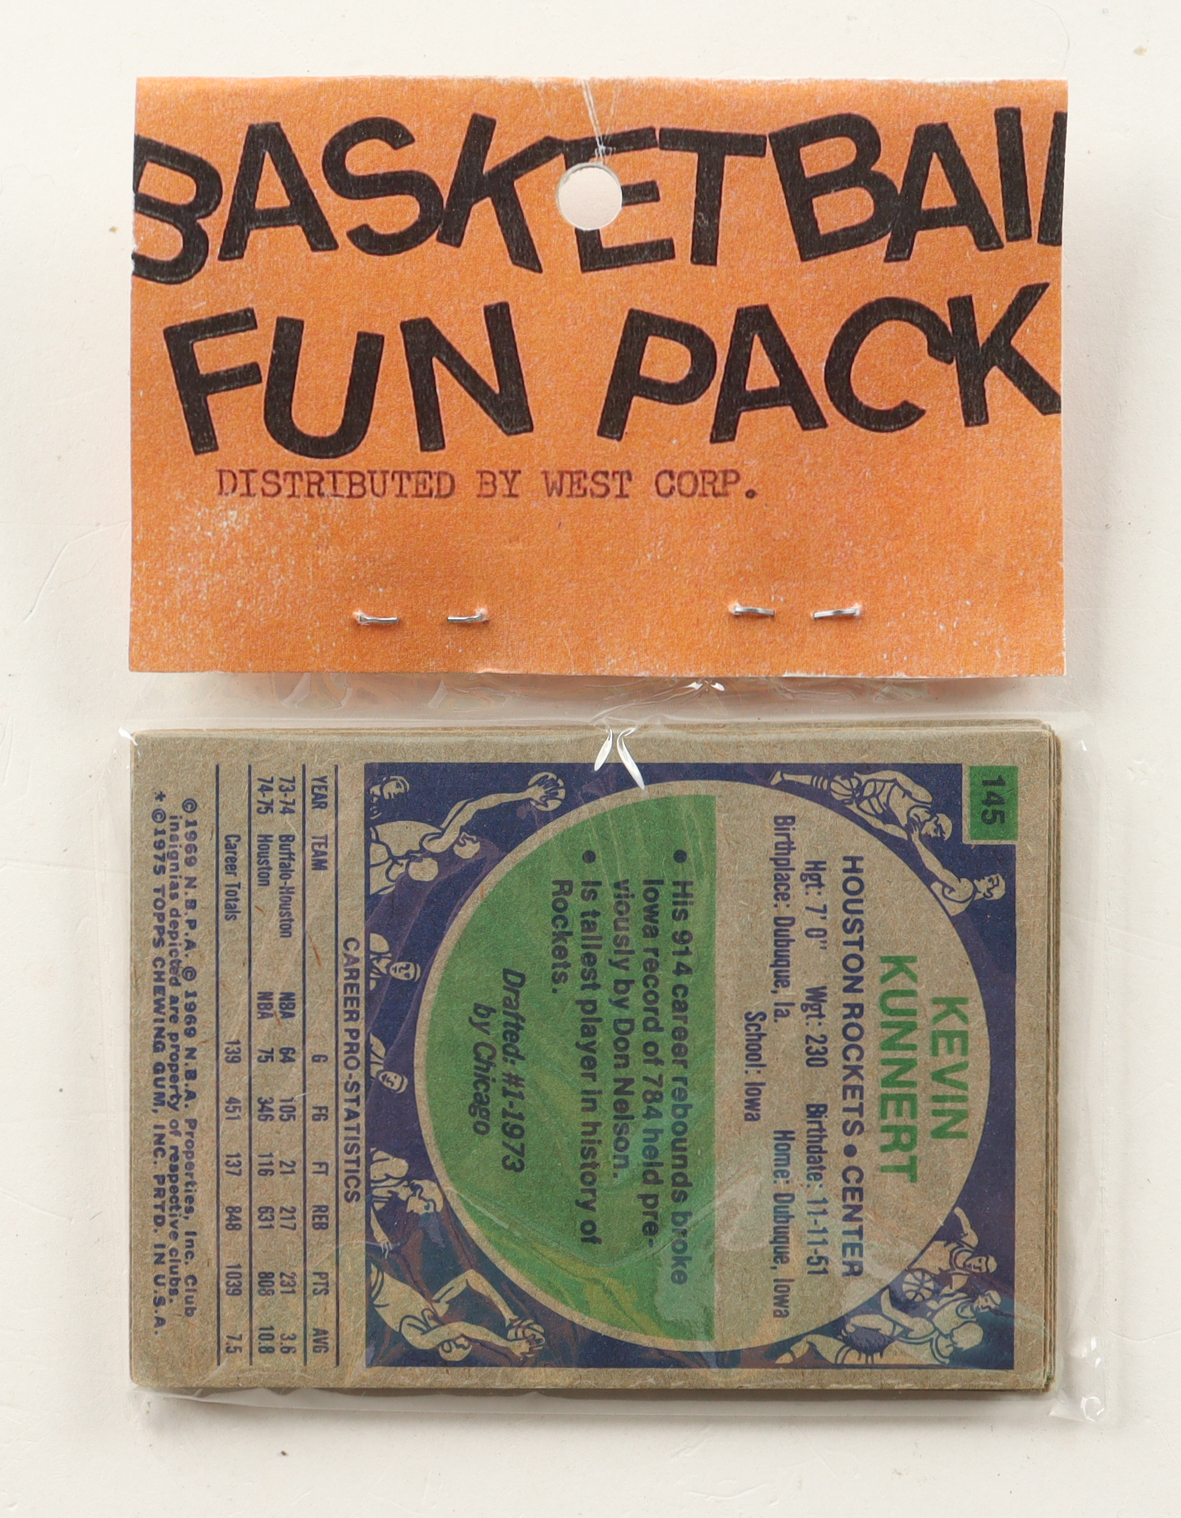 BASKETBALL
FUN PACK
DISTRIBUTED BY WEST CORP.
145
KEVIN
KUNNERT
HOUSTON ROCKETS • CENTER
Hgt: 7' 0" Wgt: 230 Birthdate: 11-11-51
Birthplace: Dubuque, Ia. Home: Dubuque, Iowa
School: Iowa
• His 914 career rebounds broke
Iowa record of 784 held pre-
viously by Don Nelson.
• Is tallest player in history of
Rockets.
Drafted: #1-1973
by Chicago
CAREER PRO-STATISTICS
YEAR TEAM G FG FT REB PTS AVG
73-74 Buffalo-Houston NBA 64 105 21 217 231 3.6
74-75 Houston NBA 75 346 116 631 808 10.8
Career Totals 139 451 137 848 1039 7.5
©1969 N.B.P.A. © 1969 N.B.A. Properties, Inc. Club
insignias depicted are property of respective clubs.
*©1975 TOPPS CHEWING GUM, INC. PRTD. IN U.S.A.